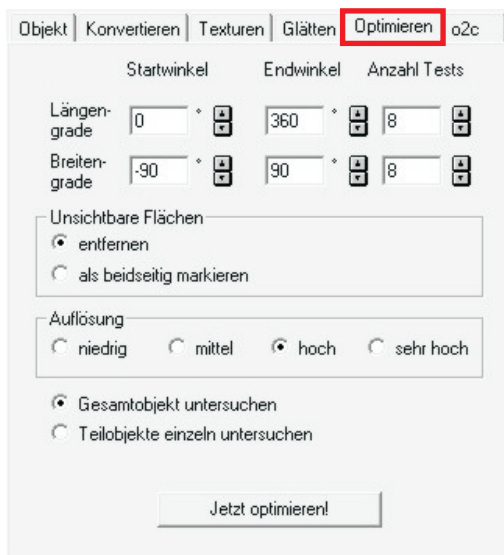 Objekt Konvertieren Texturen Glätten Optimieren o2c
Startwinkel Endwinkel Anzahl Tests
Längen-
grade 0 ° 360 ° 8
Breiten-
grade -90 ° 90 ° 8
Unsichtbare Flächen
entfernen
als beidseitig markieren
Auflösung
niedrig mittel hoch sehr hoch
Gesamtobjekt untersuchen
Teilobjekte einzeln untersuchen
Jetzt optimieren!